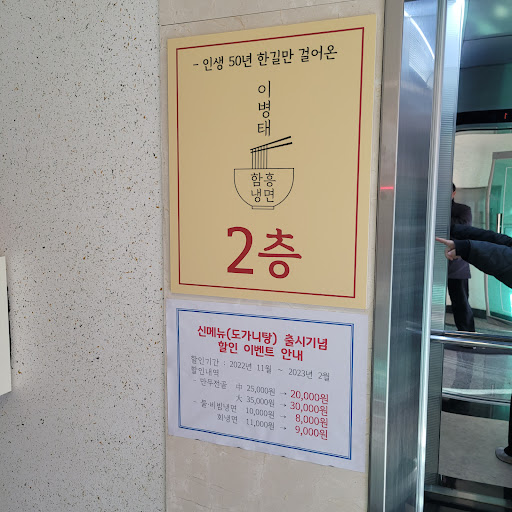 - 인생 50년 한길만 걸어온
이병태
함흥
냉면
2층
신메뉴(도가니탕) 출시기념
할인 이벤트 안내
할인기간 : 2022년 11월 ~ 2023년 2월
할인내역
만두전골 中 25,000원 → 20,000원
大 35,000원 → 30,000원
- 물·비빔냉면 10,000원 → 8,000원
회냉면 11,000원 → 9,000원